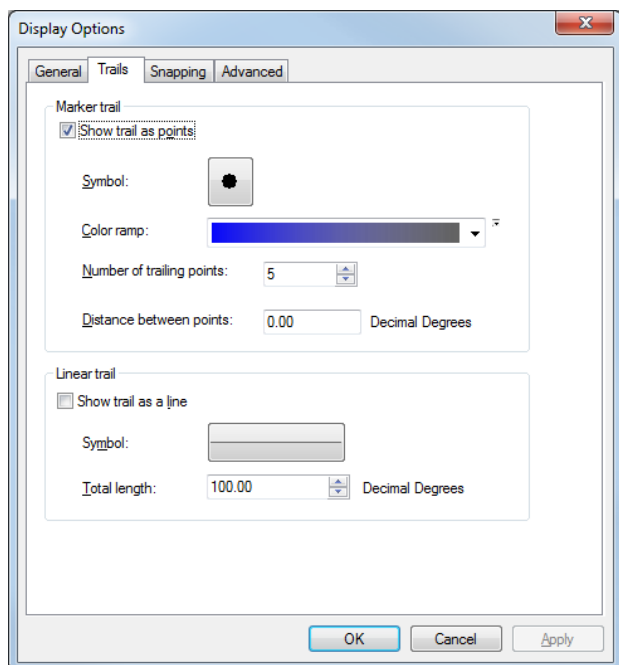 Display Options
General Trails Snapping Advanced
Marker trail
Show trail as points
Symbol:
Color ramp:
Number of trailing points: 5
Distance between points: 0.00 Decimal Degrees
Linear trail
Show trail as a line
Symbol:
Total length: 100.00 Decimal Degrees
OK Cancel Apply